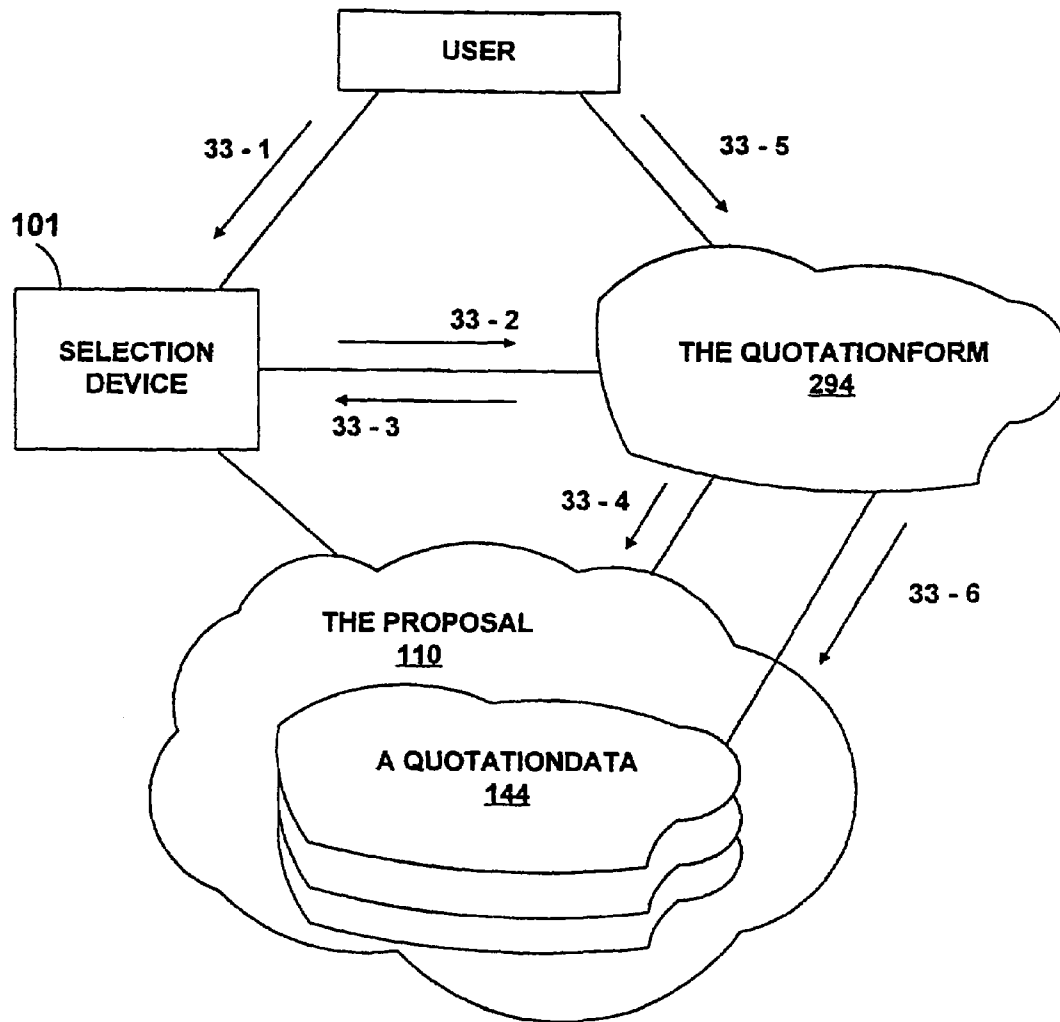 USER
33 - 1
33 - 5
101
SELECTION
DEVICE
33 - 2
33 - 3
THE QUOTATIONFORM
294
33 - 4
33 - 6
THE PROPOSAL
110
A QUOTATIONDATA
144